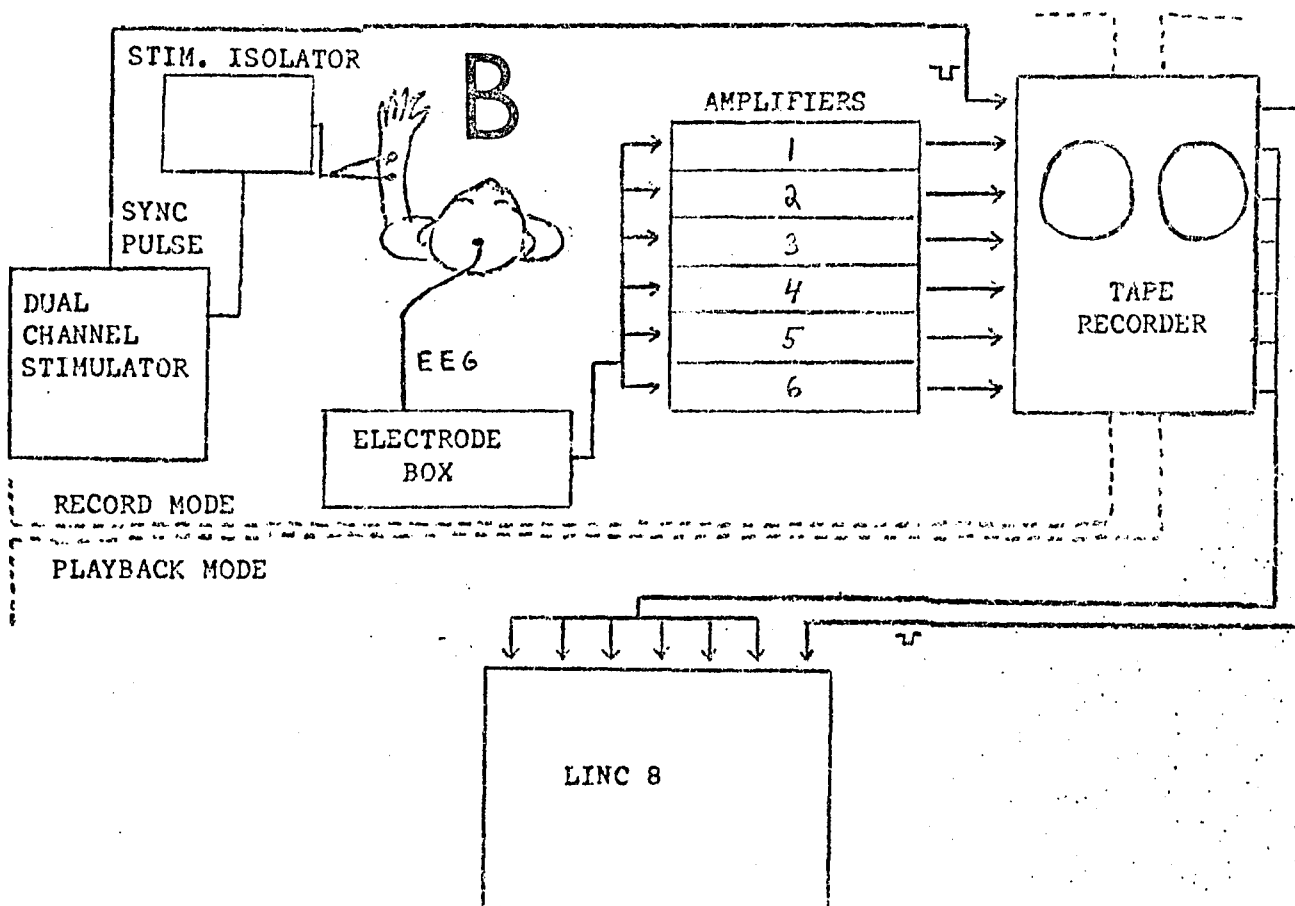 STIM. ISOLATOR
B
AMPLIFIERS
1
2
3
4
5
6
SYNC
PULSE
DUAL
CHANNEL
STIMULATOR
TAPE
RECORDER
EEG
ELECTRODE
BOX
RECORD MODE
PLAYBACK MODE
LINC 8